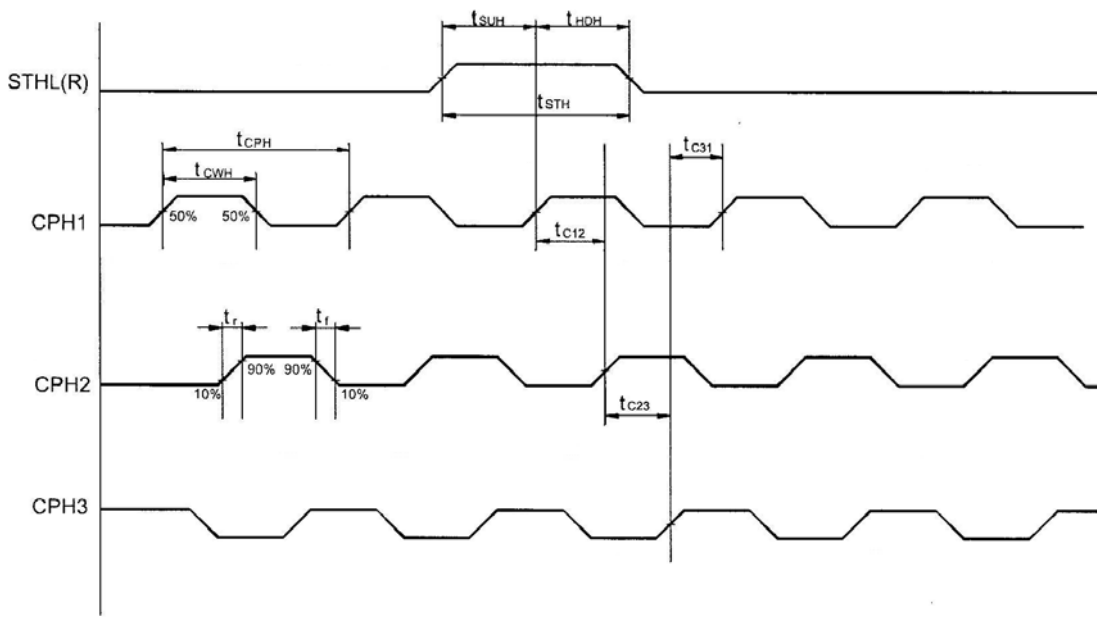 tSUH tHDH
STHL(R)
tSTH
tCPH
tCWH
tC31
50% 50%
CPH1
tC12
tr tf
90% 90%
CPH2
10% 10%
tC23
CPH3